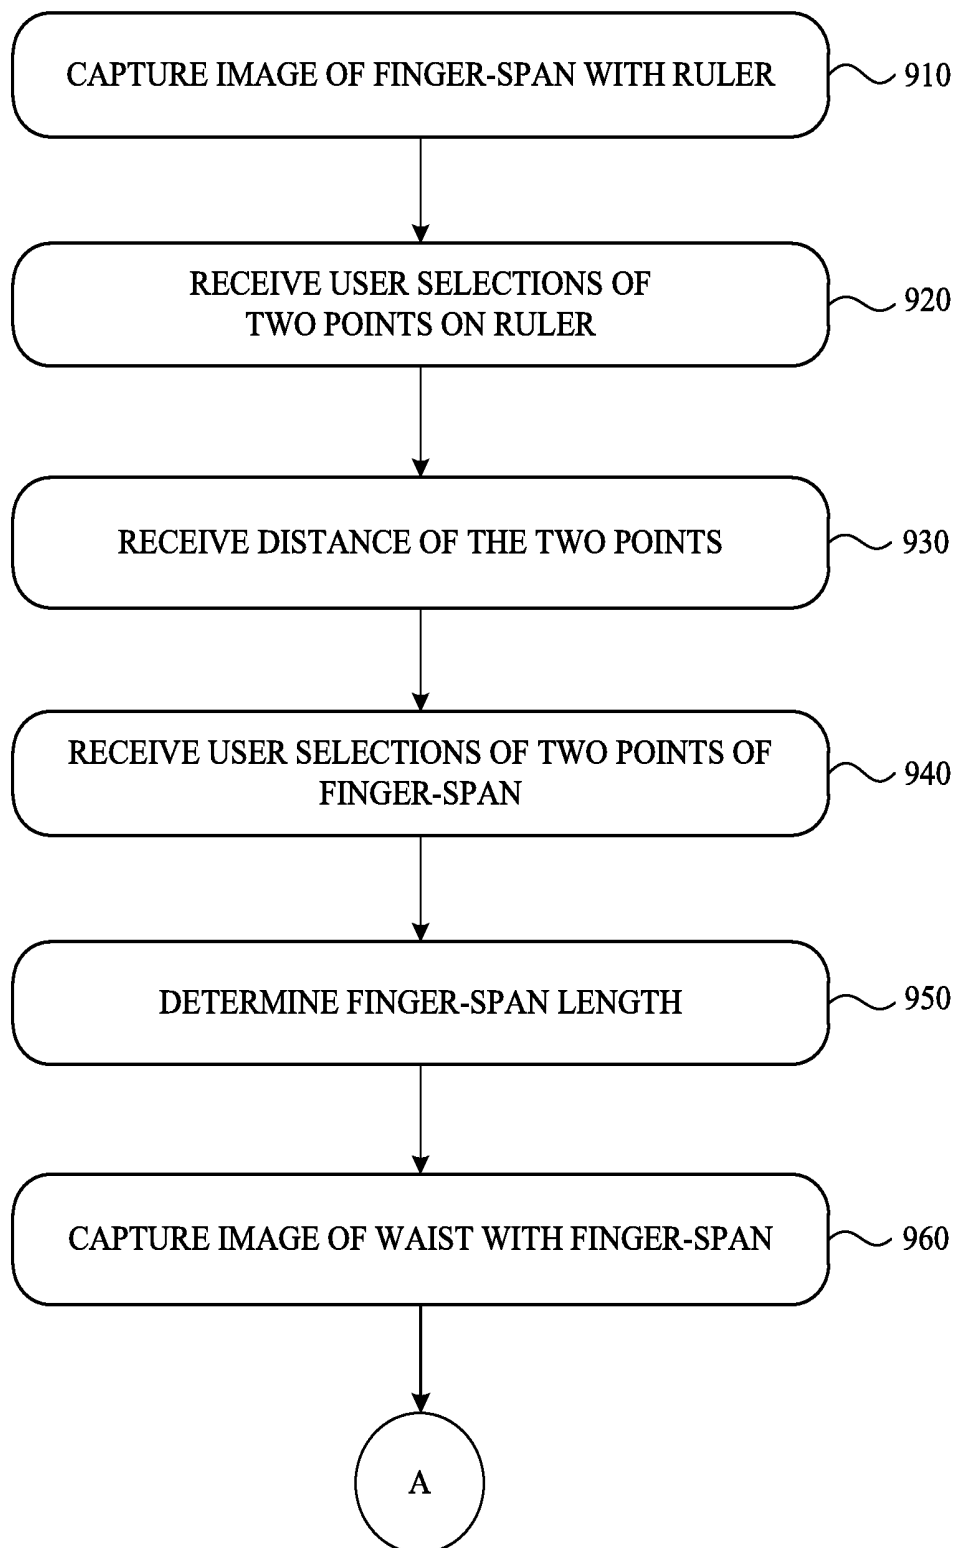 CAPTURE IMAGE OF FINGER-SPAN WITH RULER
910
RECEIVE USER SELECTIONS OF
TWO POINTS ON RULER
920
RECEIVE DISTANCE OF THE TWO POINTS
930
RECEIVE USER SELECTIONS OF TWO POINTS OF
FINGER-SPAN
940
DETERMINE FINGER-SPAN LENGTH
950
CAPTURE IMAGE OF WAIST WITH FINGER-SPAN
960
A